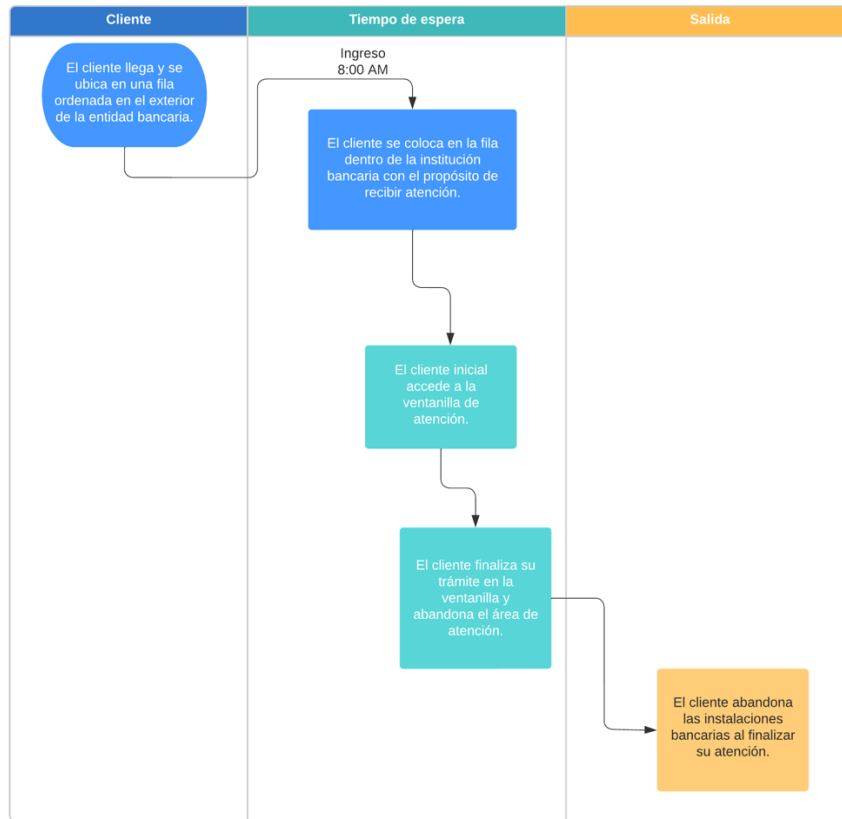 Cliente
Tiempo de espera
Salida
El cliente llega y se
ubica en una fila
ordenada en el exterior
de la entidad bancaria.
Ingreso
8:00 AM
El cliente se coloca en la fila
dentro de la institución
bancaria con el propósito de
recibir atención.
El cliente inicial
accede a la
ventanilla de
atención.
El cliente finaliza su
trámite en la
ventanilla y
abandona el área de
atención.
El cliente abandona
las instalaciones
bancarias al finalizar
su atención.